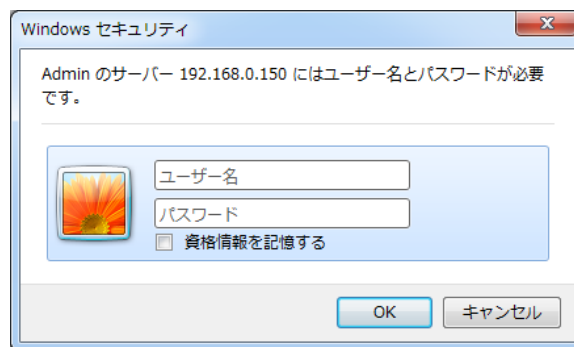 Windows セキュリティ
Admin のサーバー 192.168.0.150 にはユーザー名とパスワードが必要
です。
ユーザー名
パスワード
資格情報を記憶する
OK
キャンセル